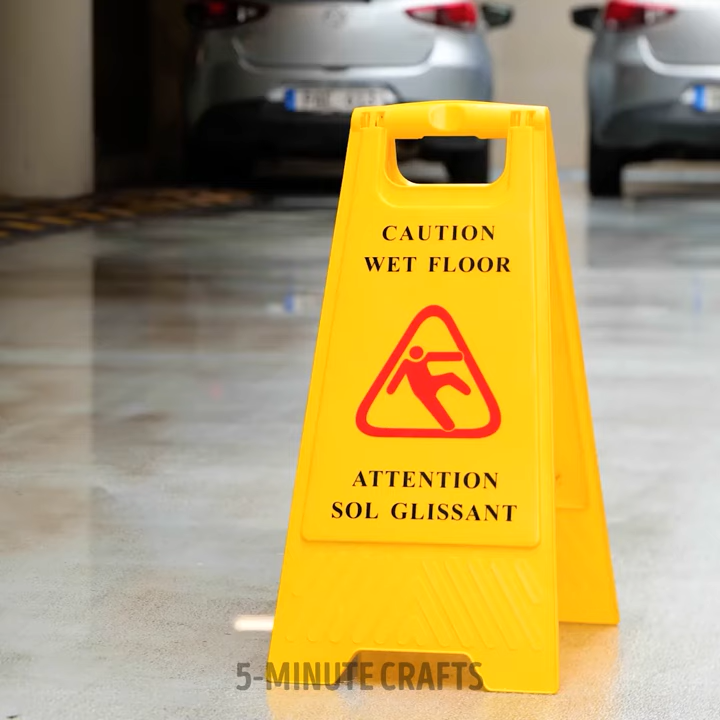 CAUTION
WET FLOOR
ATTENTION
SOL GLISSANT
5-MINUTE CRAFTS